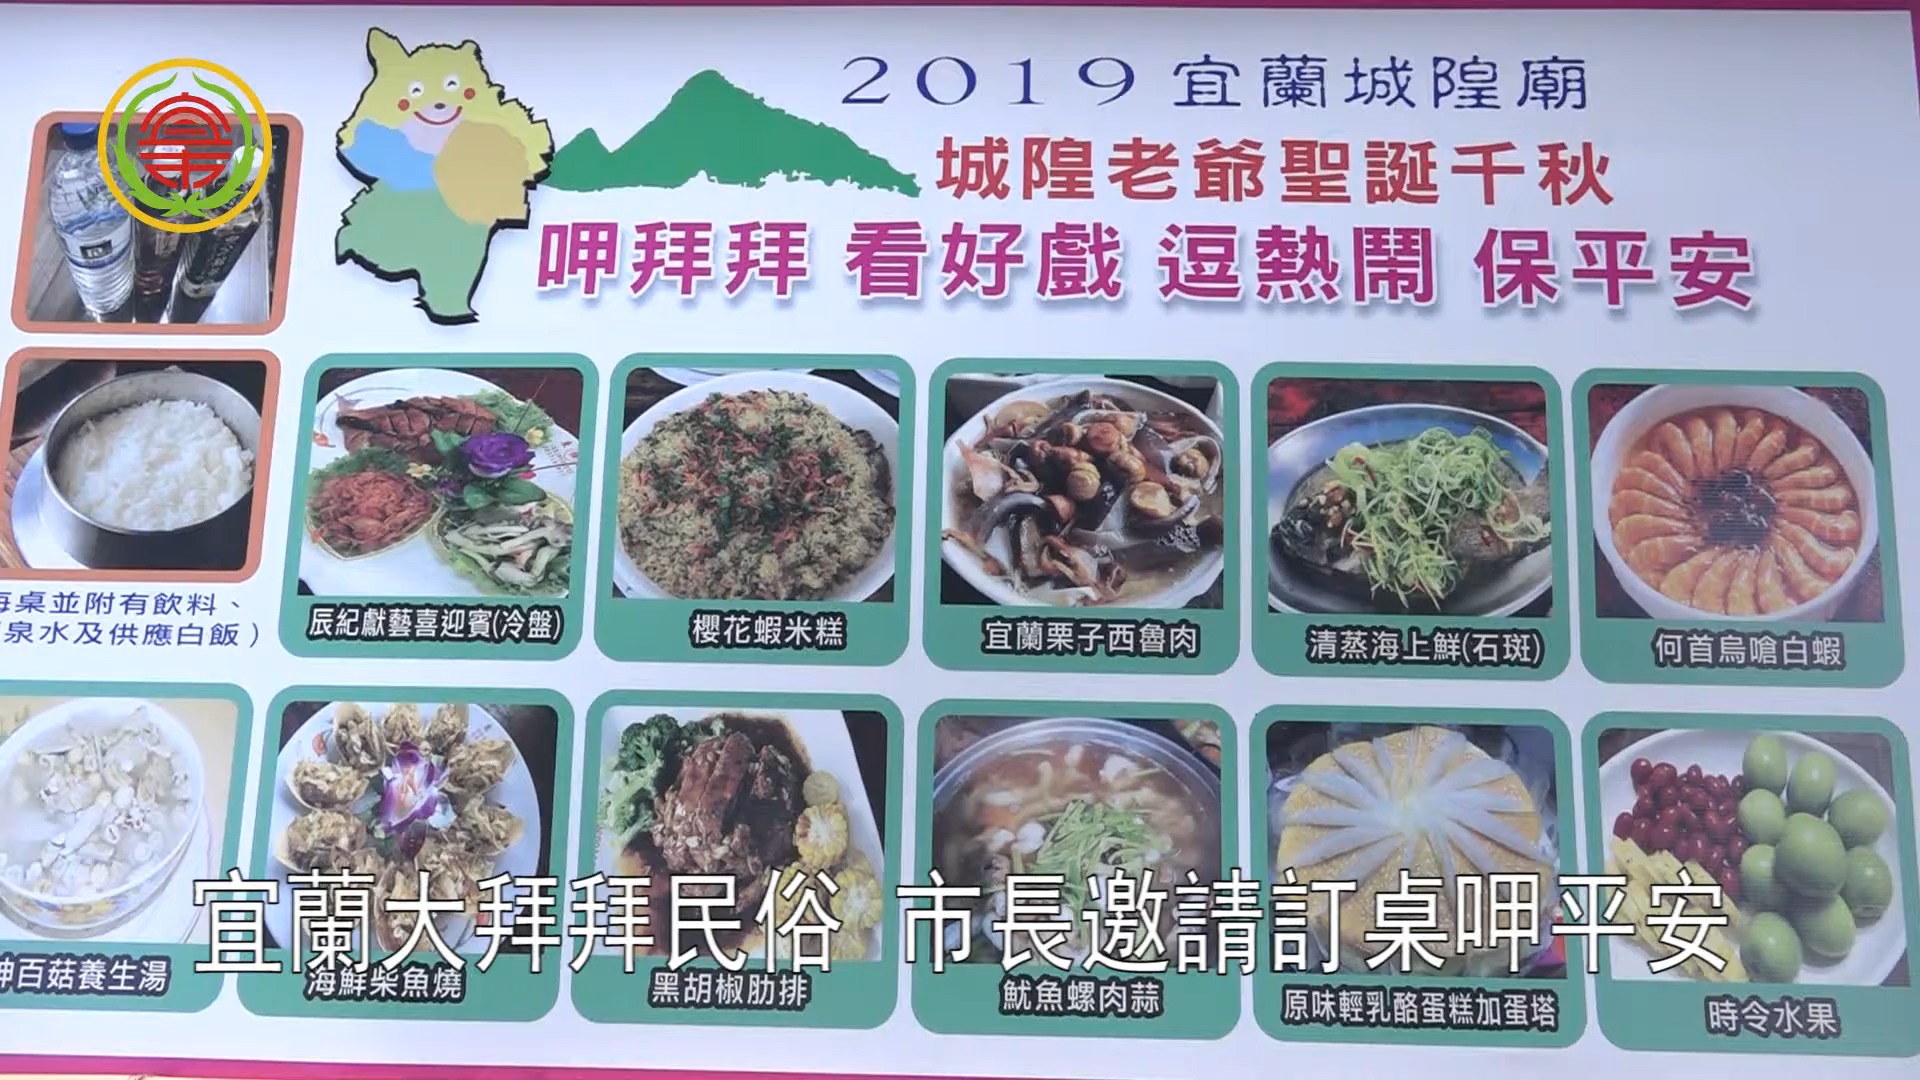 2019宜蘭城隍廟
城隍老爺聖誕千秋
呷拜拜 看好戲 逗熱鬧 保平安
每桌並附有飲料、
泉水及供應白飯)
辰紀獻藝喜迎賓(冷盤)
櫻花蝦米糕
宜蘭栗子西魯肉
清蒸海上鮮(石斑)
何首烏嗆白蝦
神百菇養生湯
海鮮柴魚燒
黑胡椒肋排
魷魚螺肉蒜
原味輕乳酪蛋糕加蛋塔
時令水果
宜蘭大拜拜民俗 市長邀請訂桌呷平安